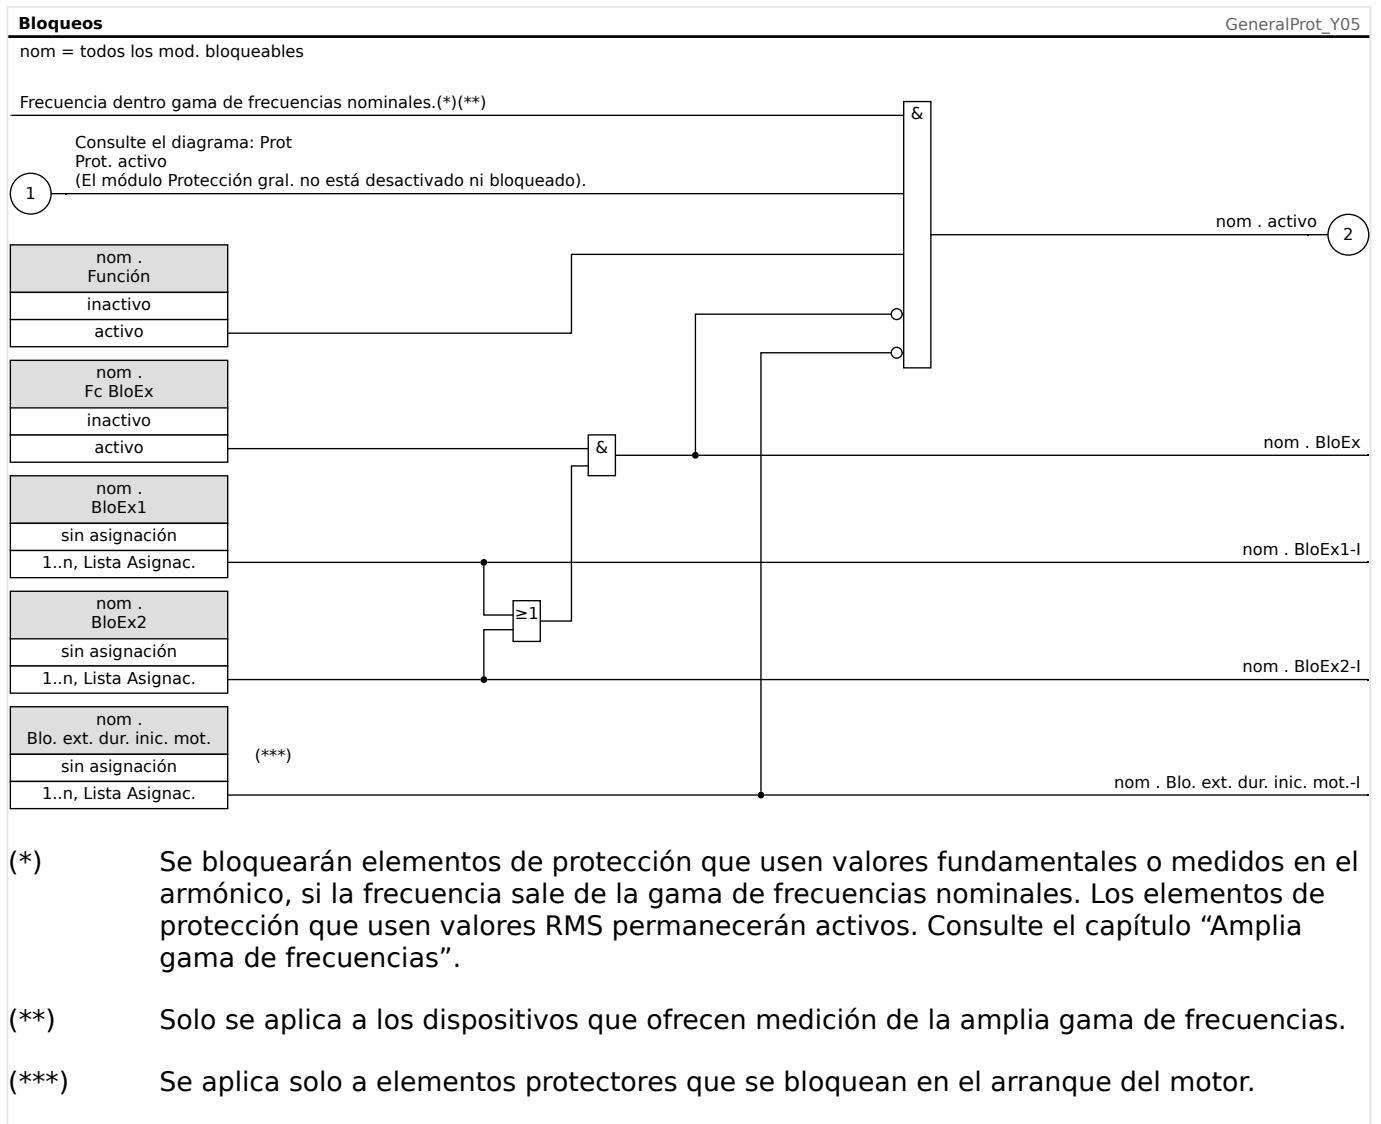 Bloqueos
GeneralProt_Y05
nom = todos los mod. bloqueables
Frecuencia dentro gama de frecuencias nominales.(*)(**)
&
Consulte el diagrama: Prot
Prot. activo
(El módulo Protección gral. no está desactivado ni bloqueado).
1
nom . activo
2
nom .
Función
inactivo
activo
nom .
Fc BloEx
inactivo
activo
&
nom . BloEx
nom .
BloEx1
sin asignación
1..n, Lista Asignac.
nom . BloEx1-I
≥1
nom .
BloEx2
sin asignación
1..n, Lista Asignac.
nom . BloEx2-I
nom .
Blo. ext. dur. inic. mot.
sin asignación
1..n, Lista Asignac.
(***)
nom . Blo. ext. dur. inic. mot.-I
(*) Se bloquearán elementos de protección que usen valores fundamentales o medidos en el
armónico, si la frecuencia sale de la gama de frecuencias nominales. Los elementos de
protección que usen valores RMS permanecerán activos. Consulte el capítulo “Amplia
gama de frecuencias”.
(**) Solo se aplica a los dispositivos que ofrecen medición de la amplia gama de frecuencias.
(***) Se aplica solo a elementos protectores que se bloquean en el arranque del motor.